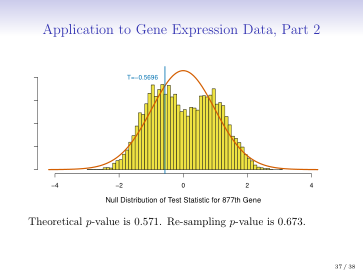 Application to Gene Expression Data, Part 2
T=−0.5696
−4 −2 0 2 4
Null Distribution of Test Statistic for 877th Gene
Theoretical p-value is 0.571. Re-sampling p-value is 0.673.
37 / 38